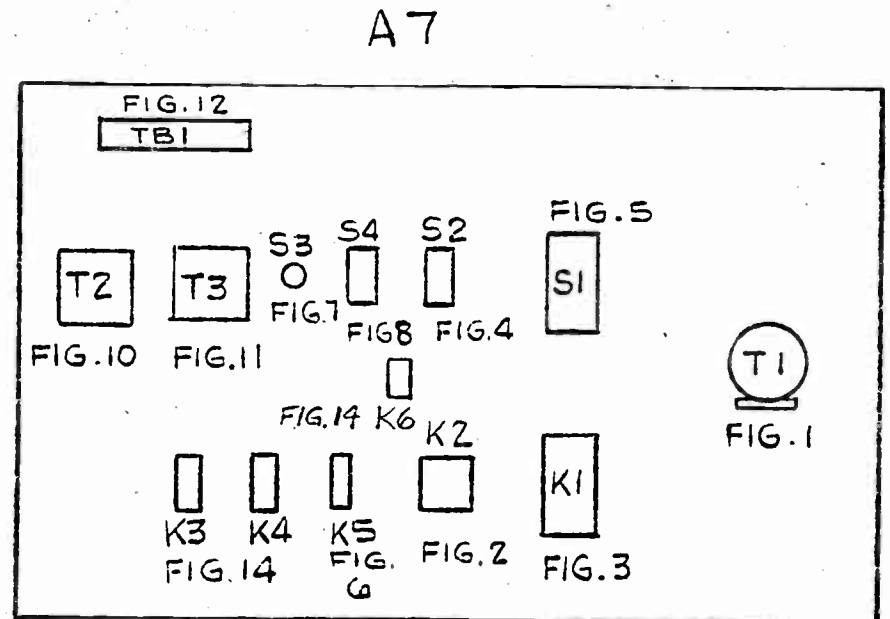 A7
FIG.12
TB1
FIG.5
S3 S4 S2
T2 T3 S1
FIG.7 FIG8 FIG.4
FIG.10 FIG.11
T1
FIG.14 K6
FIG.1
K2
K1
K3 K4 K5
FIG.14 FIG. 
6
FIG.2 FIG.3